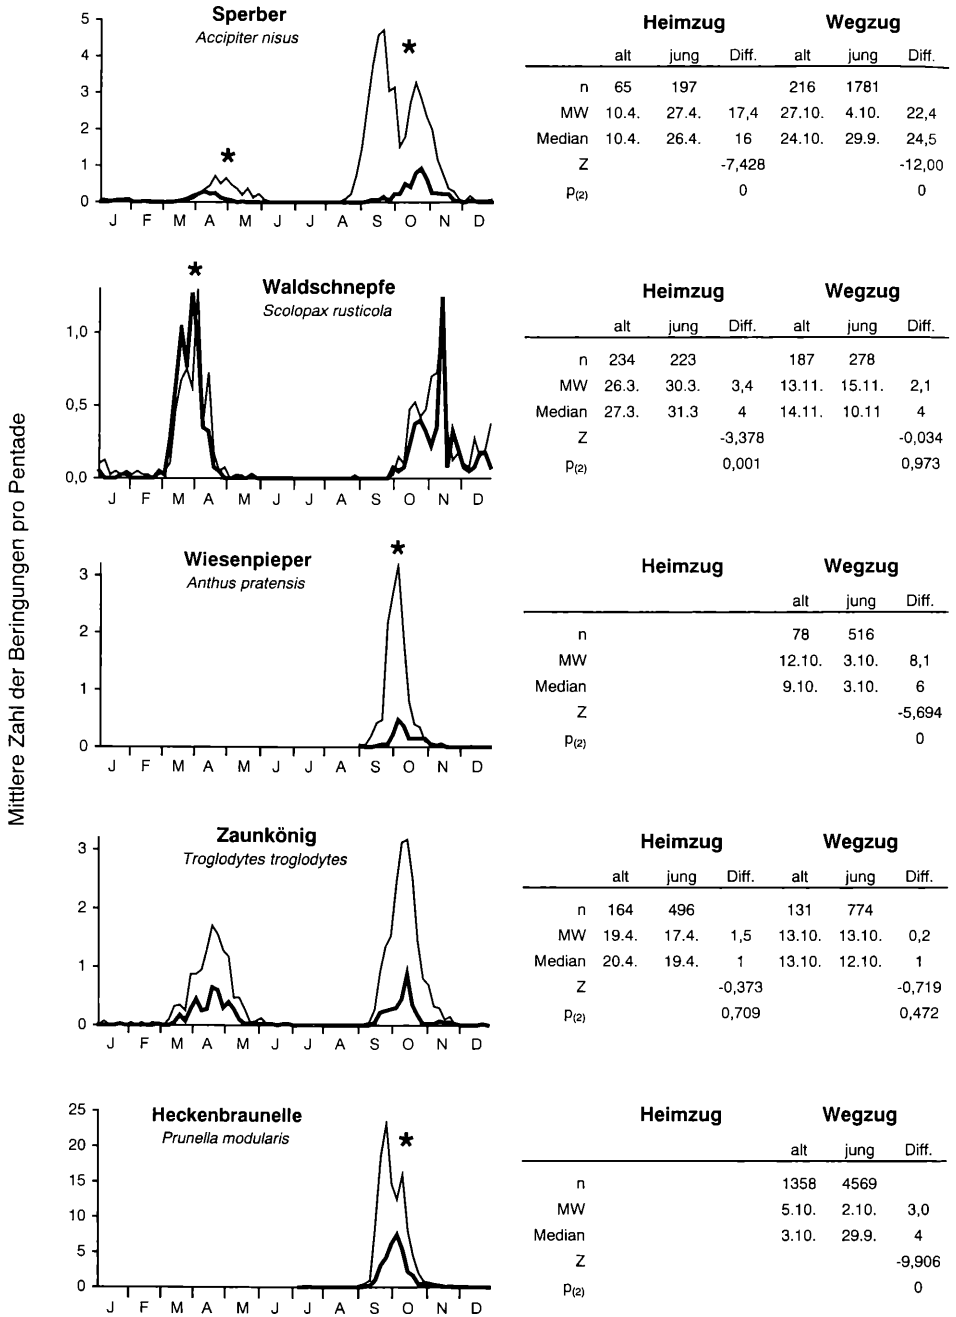 Mittlere Zahl der Beringungen pro Pentade
Sperber
Accipiter nisus
5
4
3
2
1
0
J F M A M J J A S O N D
Heimzug Wegzug
alt jung Diff. alt jung Diff.
n 65 197 216 1781
MW 10.4. 27.4. 17,4 27.10. 4.10. 22,4
Median 10.4. 26.4. 16 24.10. 29.9. 24,5
Z -7,428 -12,00
p(2) 0 0
Waldschnepfe
Scolopax rusticola
1,0
0,5
0,0
J F M A M J J A S O N D
Heimzug Wegzug
alt jung Diff. alt jung Diff.
n 234 223 187 278
MW 26.3. 30.3. 3,4 13.11. 15.11. 2,1
Median 27.3. 31.3 4 14.11. 10.11 4
Z -3,378 -0,034
p(2) 0,001 0,973
Wiesenpieper
Anthus pratensis
3
2
1
0
J F M A M J J A S O N D
Heimzug Wegzug
alt jung Diff.
n 78 516
MW 12.10. 3.10. 8,1
Median 9.10. 3.10. 6
Z -5,694
p(2) 0
Zaunkönig
Troglodytes troglodytes
3
2
1
0
J F M A M J J A S O N D
Heimzug Wegzug
alt jung Diff. alt jung Diff.
n 164 496 131 774
MW 19.4. 17.4. 1,5 13.10. 13.10. 0,2
Median 20.4. 19.4. 1 13.10. 12.10. 1
Z -0,373 -0,719
p(2) 0,709 0,472
Heckenbraunelle
Prunella modularis
25
20
15
10
5
0
J F M A M J J A S O N D
Heimzug Wegzug
alt jung Diff.
n 1358 4569
MW 5.10. 2.10. 3,0
Median 3.10. 29.9. 4
Z -9,906
p(2) 0